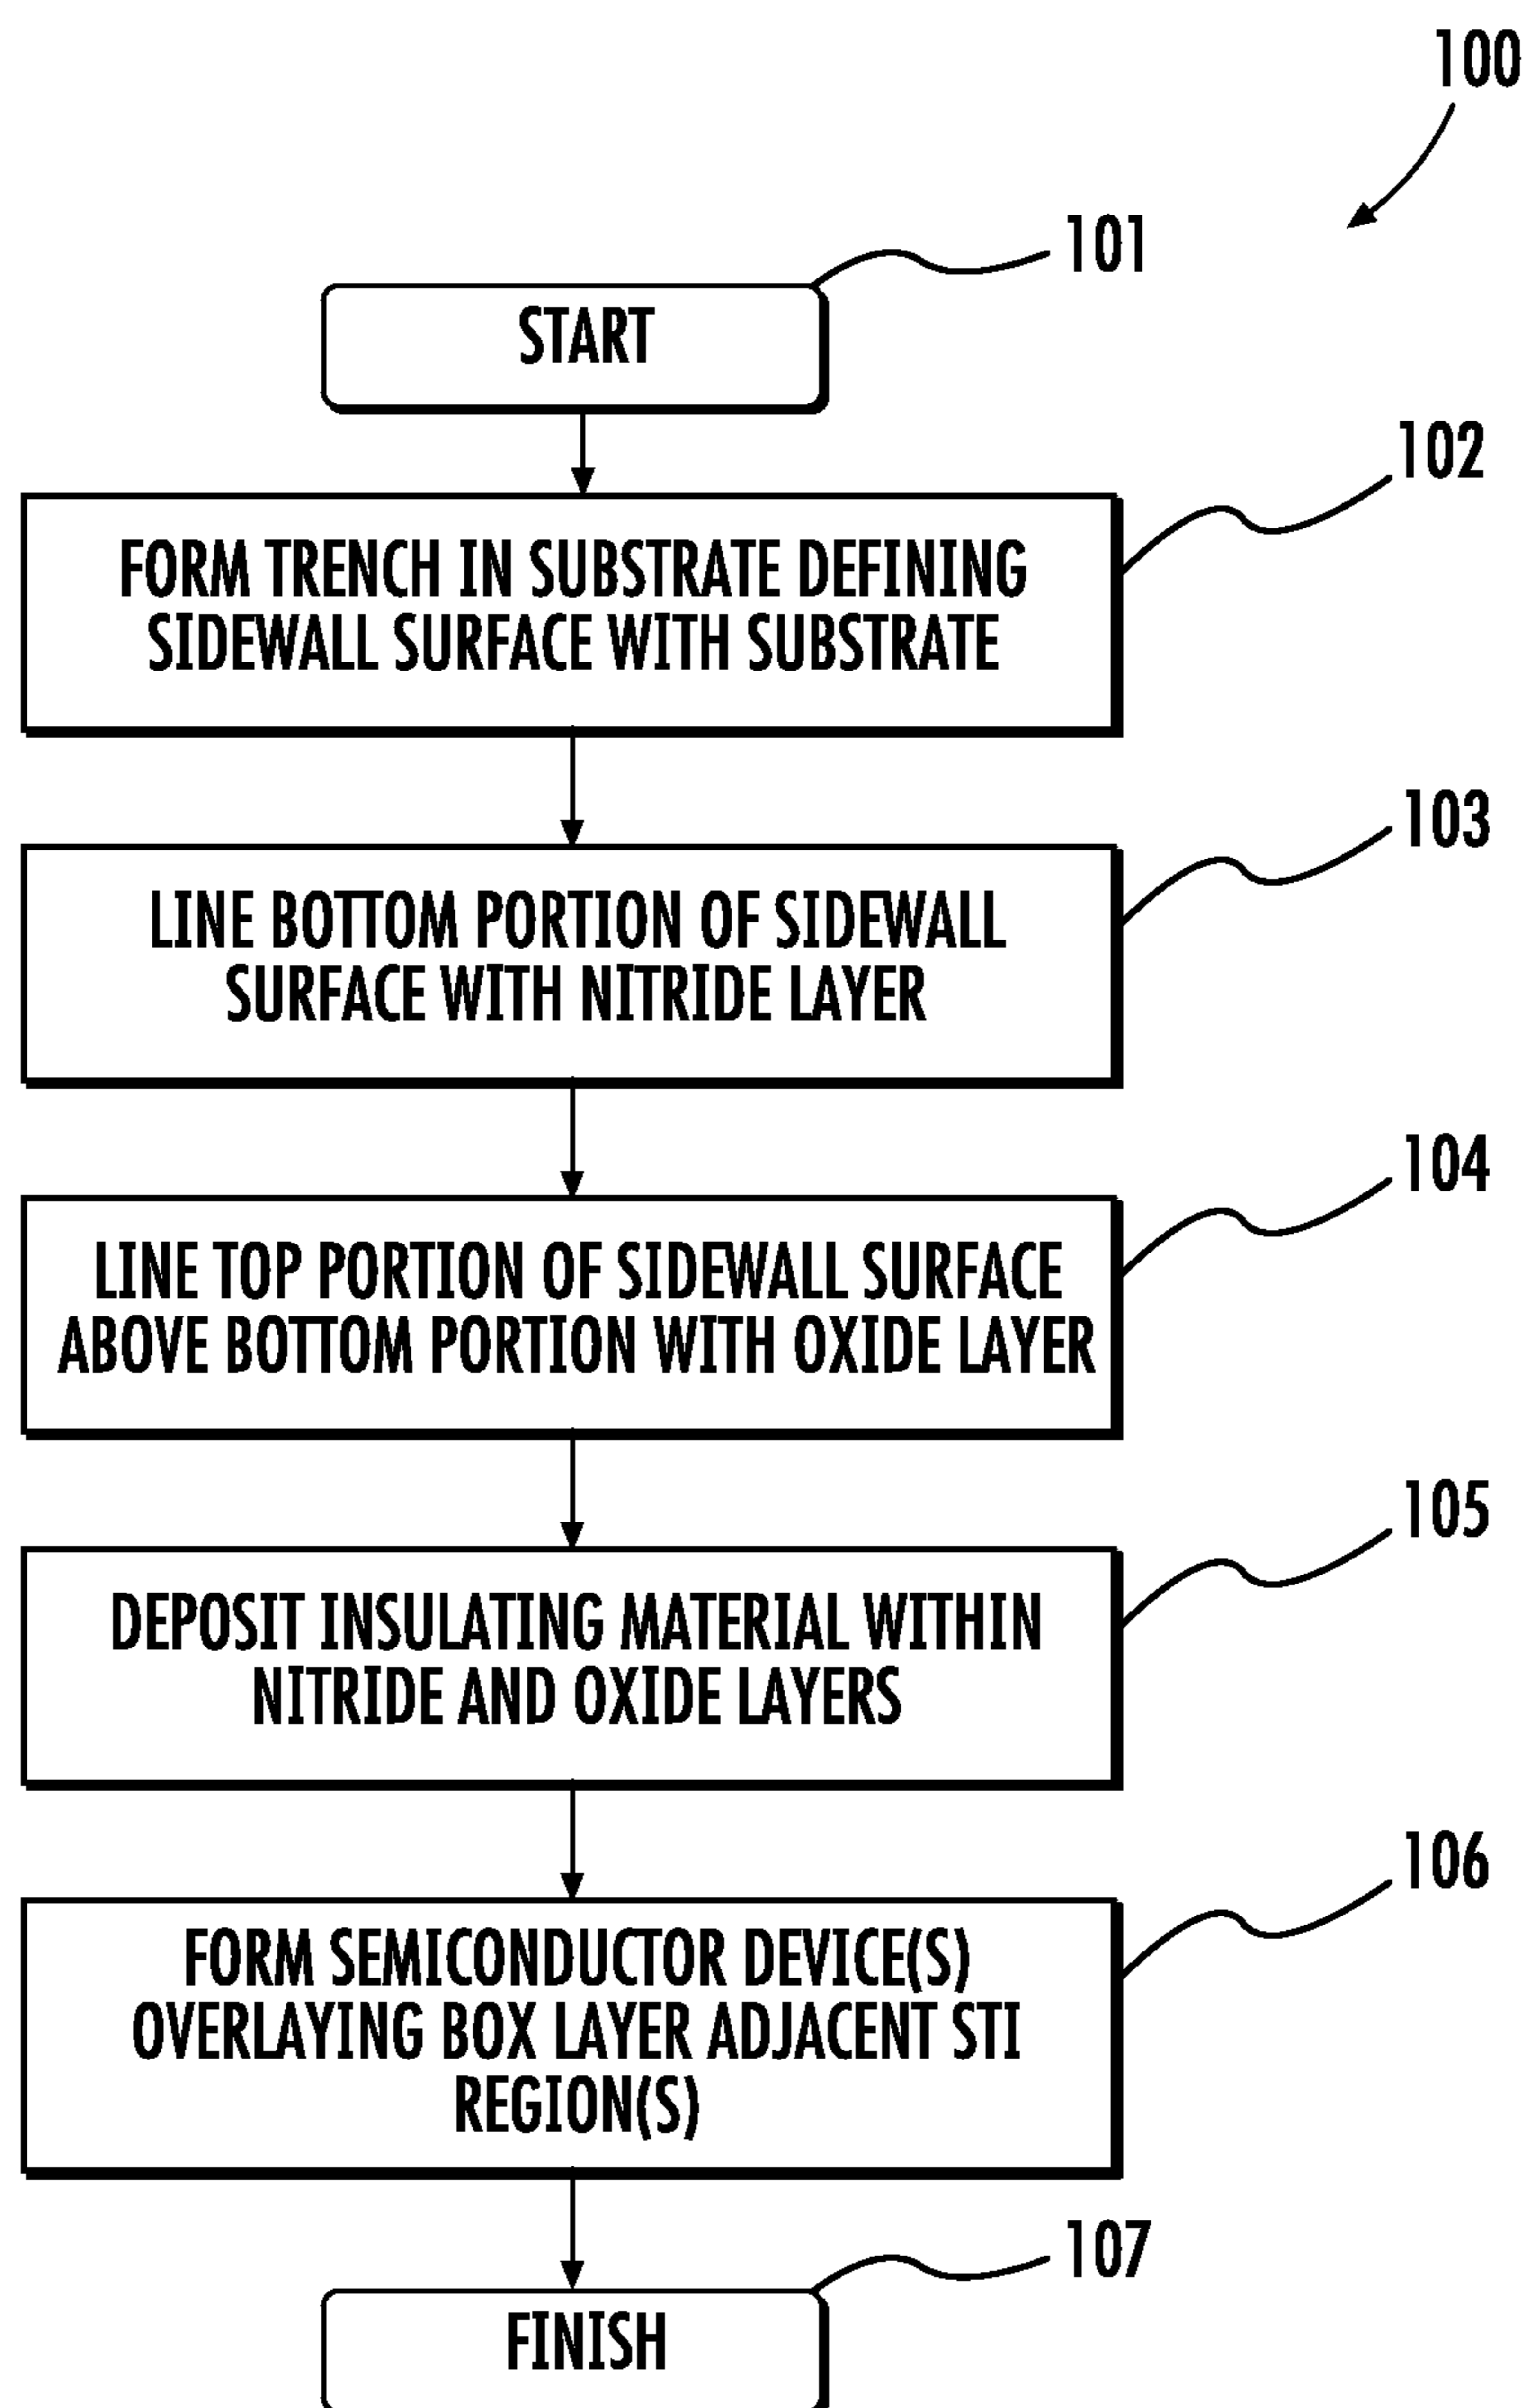 100
101
START
102
FORM TRENCH IN SUBSTRATE DEFINING
SIDEWALL SURFACE WITH SUBSTRATE
103
LINE BOTTOM PORTION OF SIDEWALL
SURFACE WITH NITRIDE LAYER
104
LINE TOP PORTION OF SIDEWALL SURFACE
ABOVE BOTTOM PORTION WITH OXIDE LAYER
105
DEPOSIT INSULATING MATERIAL WITHIN
NITRIDE AND OXIDE LAYERS
106
FORM SEMICONDUCTOR DEVICE(S)
OVERLAYING BOX LAYER ADJACENT STI
REGION(S)
107
FINISH